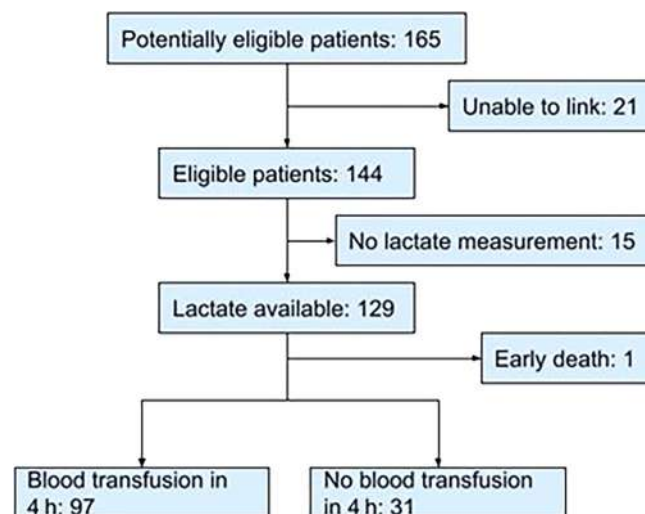 Potentially eligible patients: 165
Unable to link: 21
Eligible patients: 144
No lactate measurement: 15
Lactate available: 129
Early death: 1
Blood transfusion in
4 h: 97
No blood transfusion
in 4 h: 31